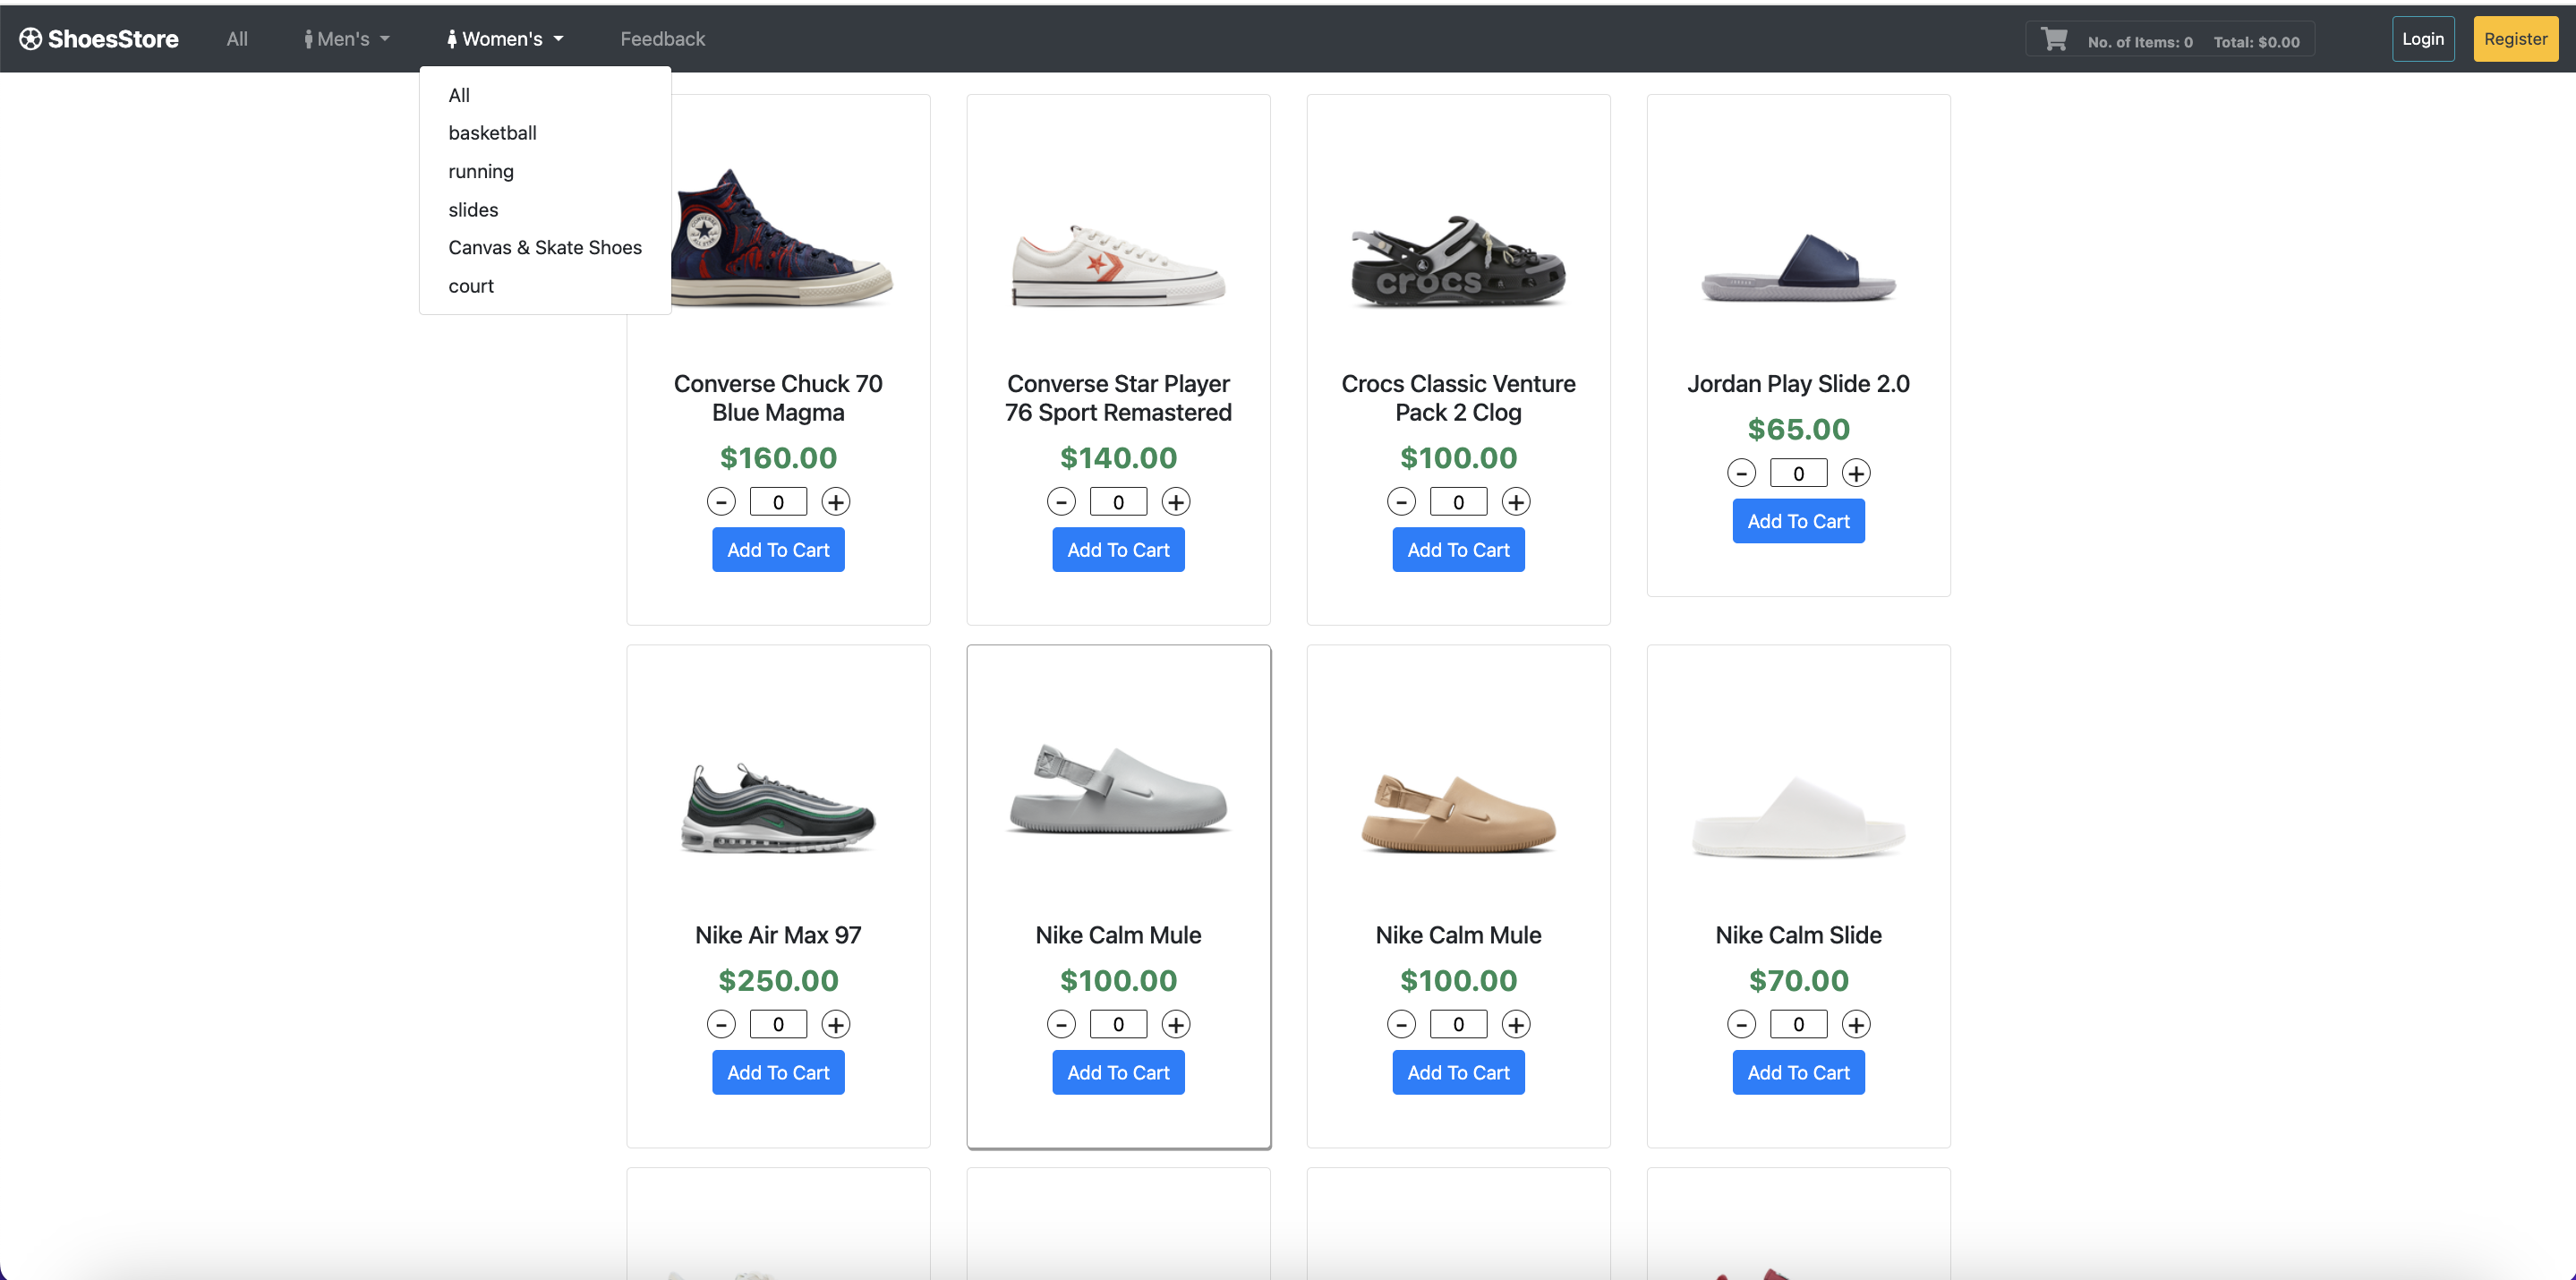 ShoesStore All Men's Women's Feedback No. of Items: 0 Total: $0.00 Login Register
All
basketball
running
slides
Canvas & Skate Shoes
court
CONVERSE
ALL STAR
crocs
Converse Chuck 70
Blue Magma
$160.00
- 0 +
Add To Cart
Converse Star Player
76 Sport Remastered
$140.00
- 0 +
Add To Cart
Crocs Classic Venture
Pack 2 Clog
$100.00
- 0 +
Add To Cart
Jordan Play Slide 2.0
$65.00
- 0 +
Add To Cart
Nike Air Max 97
$250.00
- 0 +
Add To Cart
Nike Calm Mule
$100.00
- 0 +
Add To Cart
Nike Calm Mule
$100.00
- 0 +
Add To Cart
Nike Calm Slide
$70.00
- 0 +
Add To Cart